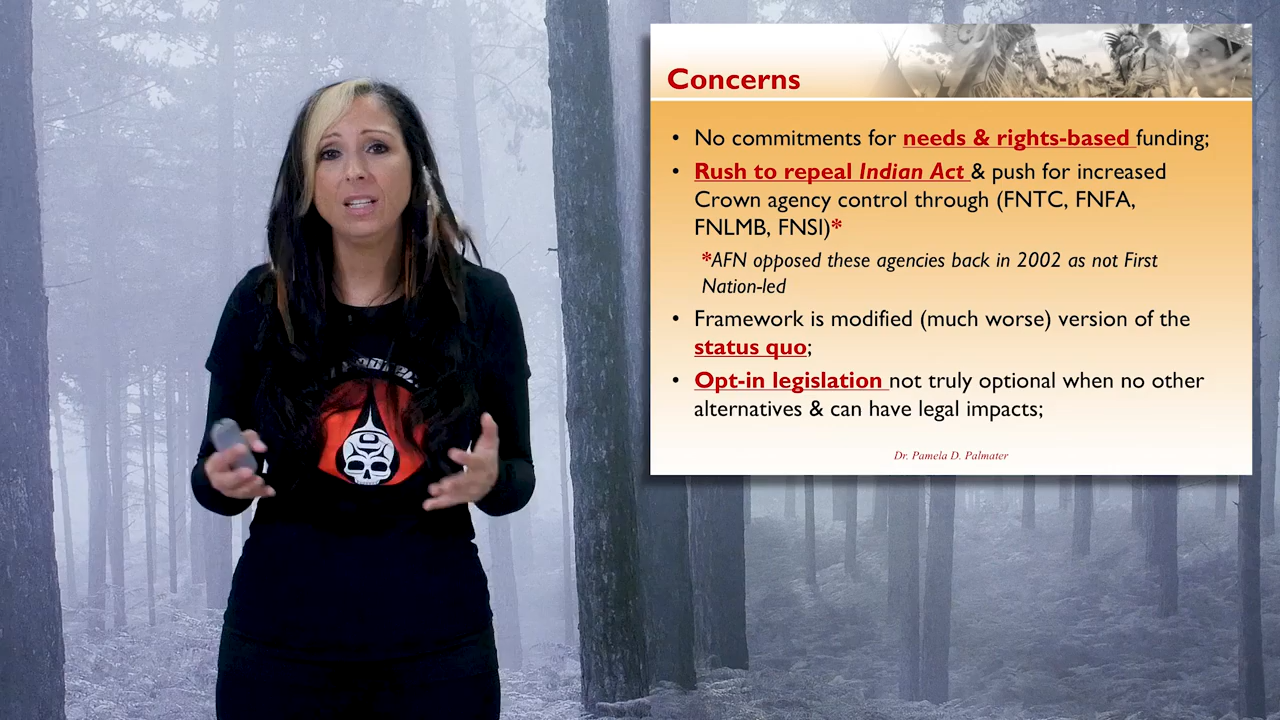 Concerns
• No commitments for needs & rights-based funding;
• Rush to repeal Indian Act & push for increased
Crown agency control through (FNTC, FNFA,
FNLMB, FNSI)*
*AFN opposed these agencies back in 2002 as not First
Nation-led
• Framework is modified (much worse) version of the
status quo;
• Opt-in legislation not truly optional when no other
alternatives & can have legal impacts;
Dr. Pamela D. Palmater